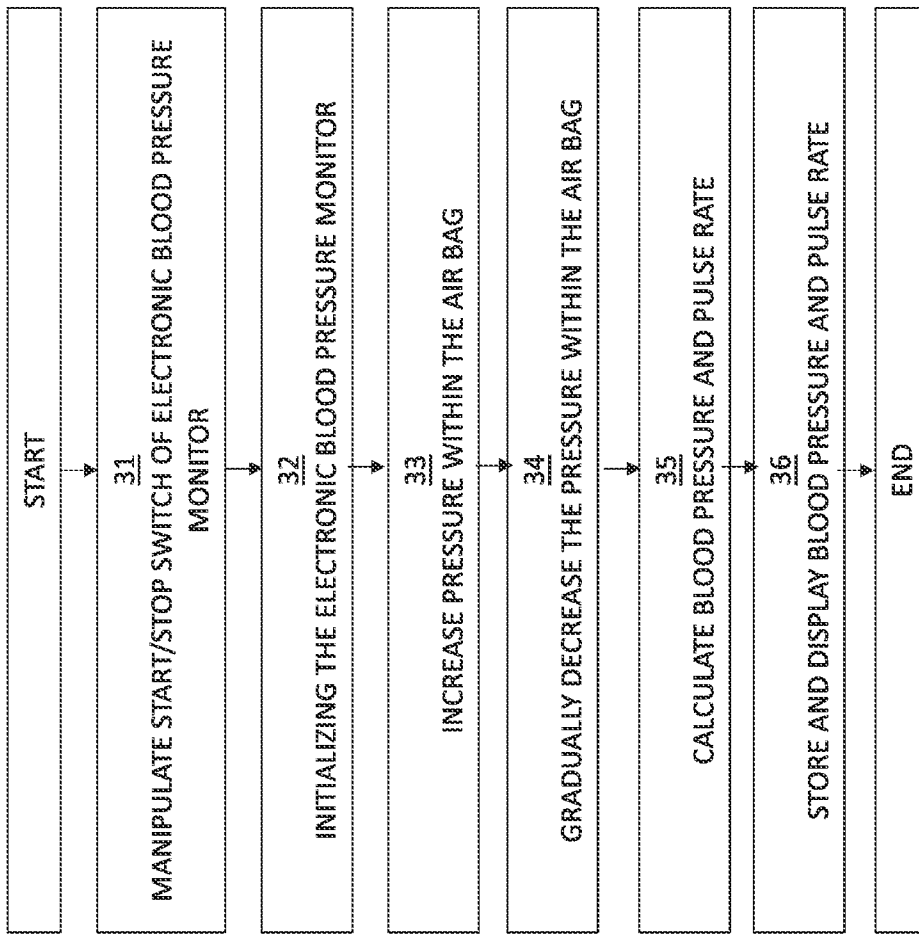 START
31
MANIPULATE START/STOP SWITCH OF ELECTRONIC BLOOD PRESSURE
MONITOR
32
INITIALIZING THE ELECTRONIC BLOOD PRESSURE MONITOR
33
INCREASE PRESSURE WITHIN THE AIR BAG
34
GRADUALLY DECREASE THE PRESSURE WITHIN THE AIR BAG
35
CALCULATE BLOOD PRESSURE AND PULSE RATE
36
STORE AND DISPLAY BLOOD PRESSURE AND PULSE RATE
END